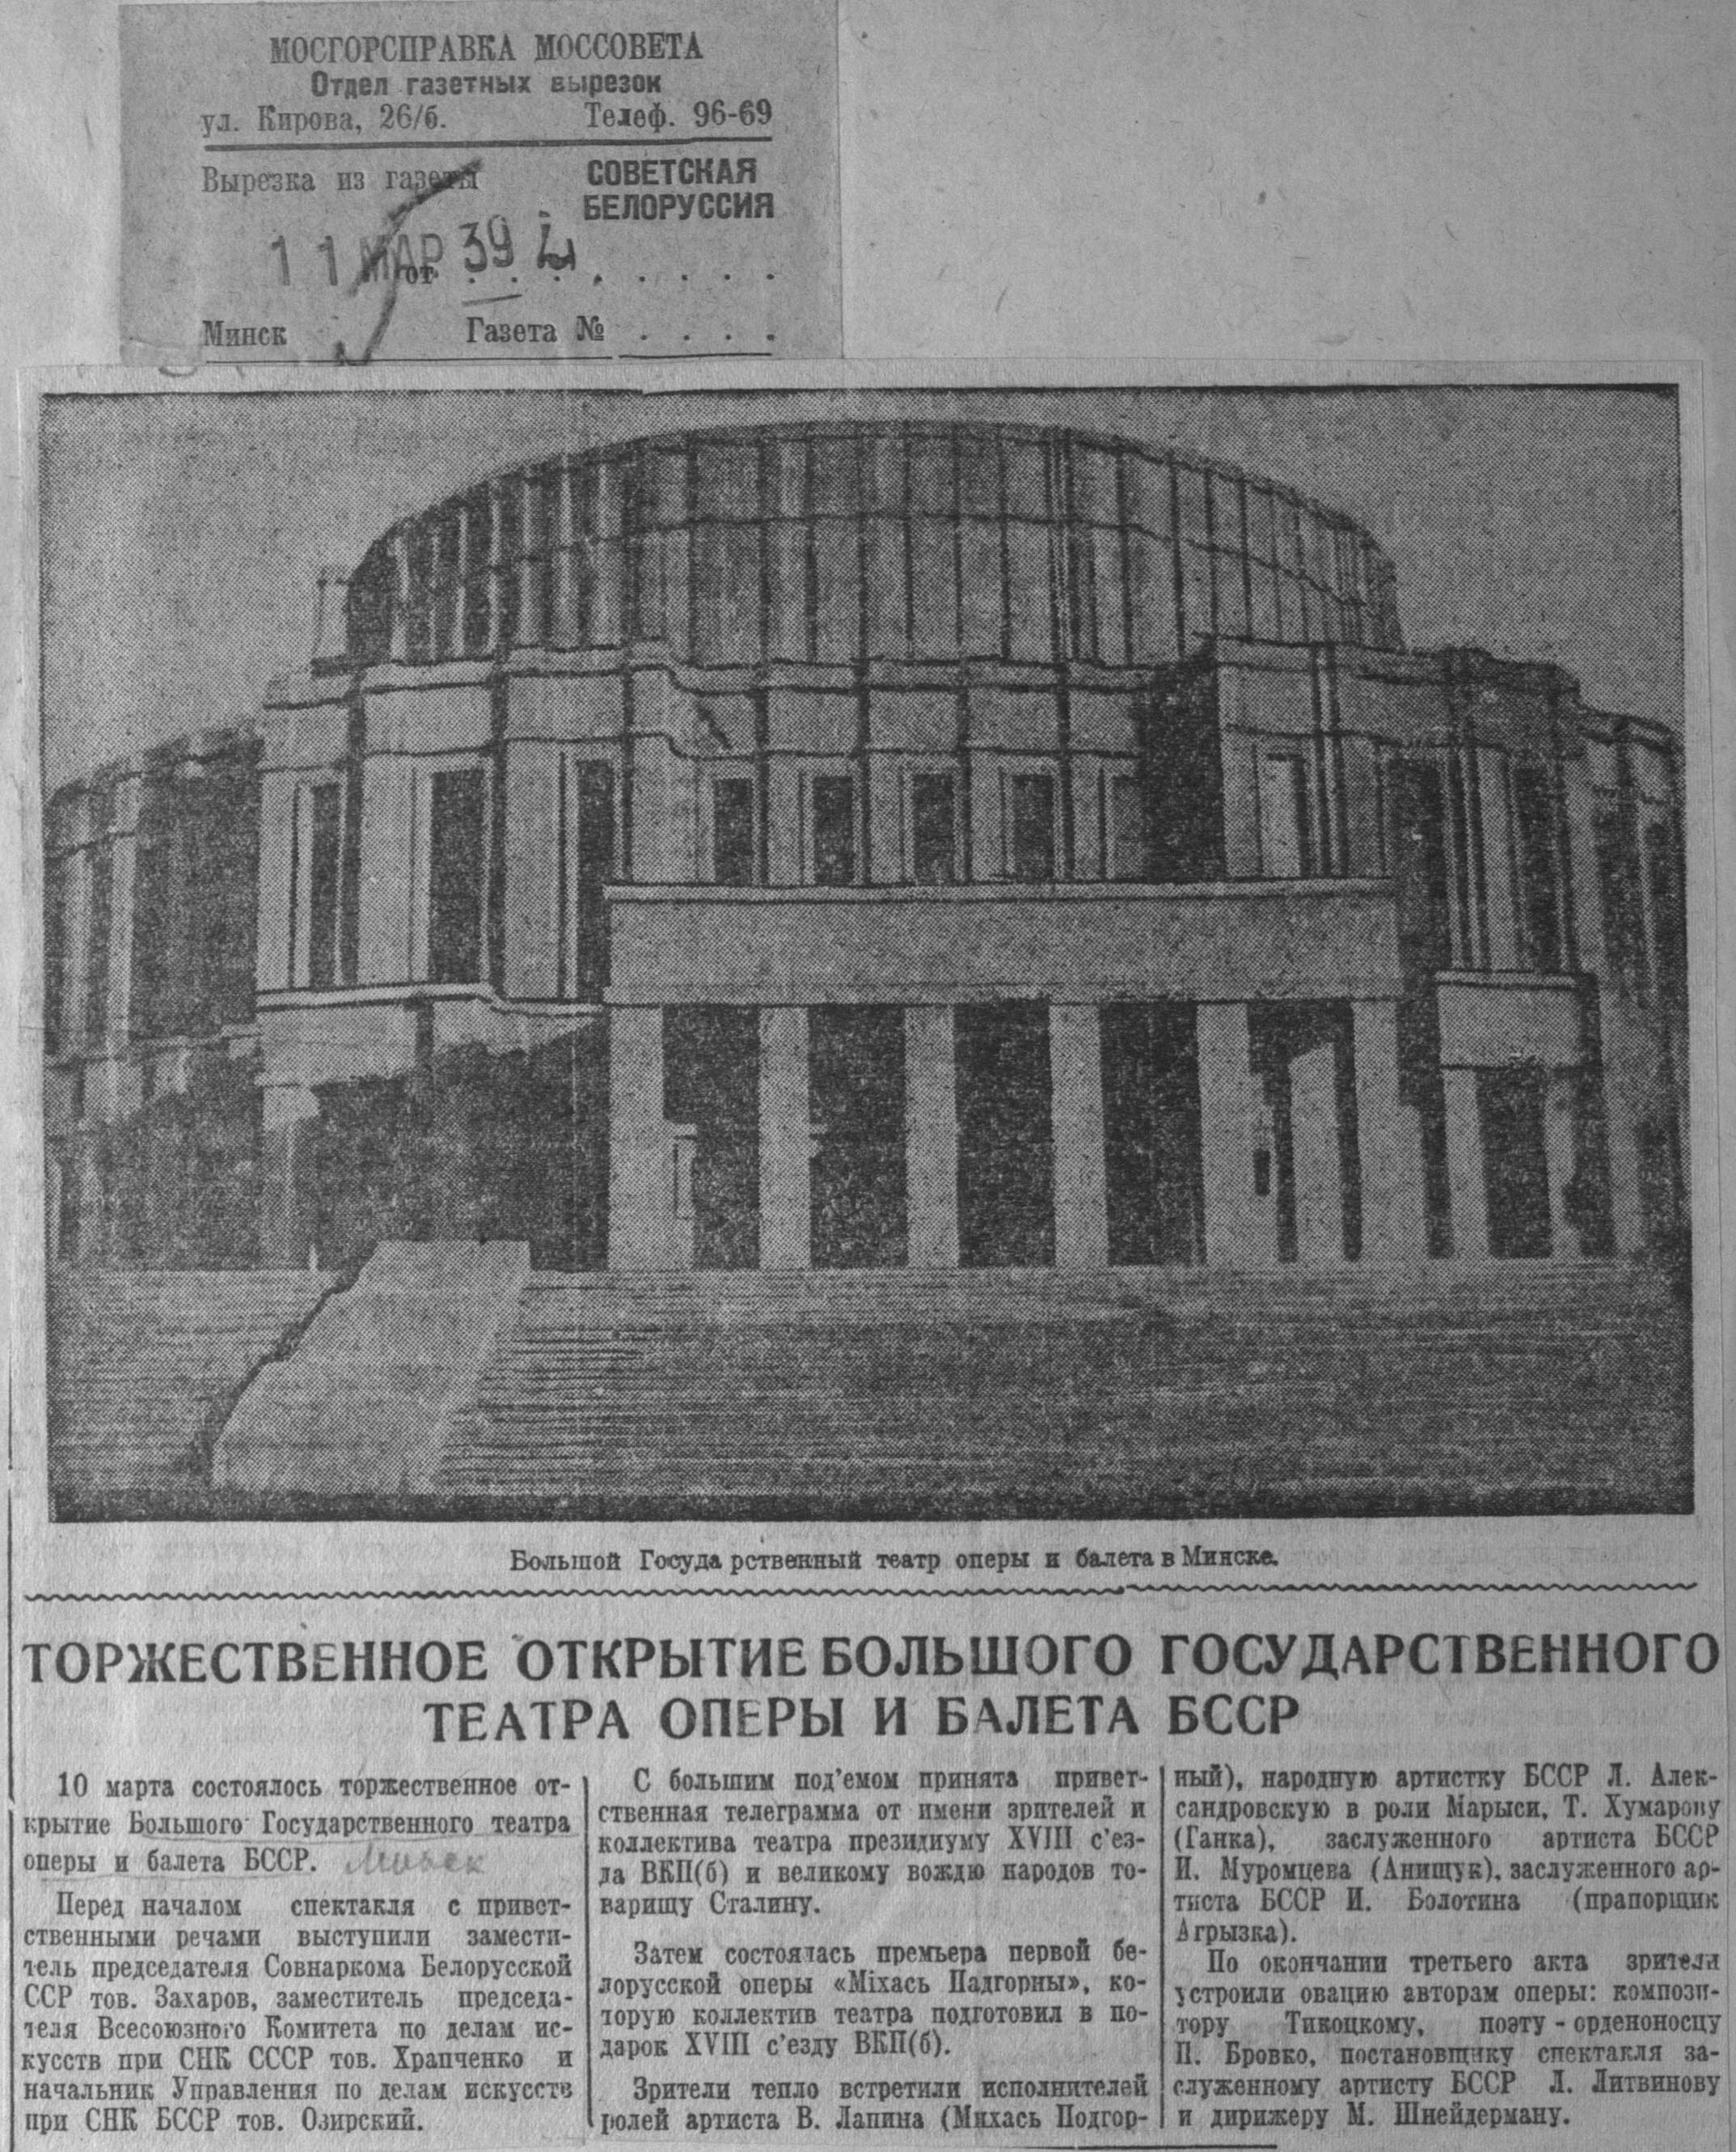 МОСГОРСПРАВКА МОССОВЕТА
Отдел газетных вырезок
ул. Кирова, 26/б. Телеф. 96-69
Вырезка из газеты СОВЕТСКАЯ
БЕЛОРУССИЯ
11 МАР 39
от . . . . . . . .
Минск Газета № . . . .
Большой Госуда рственный театр оперы и балета в Минске.
ТОРЖЕСТВЕННОЕ ОТКРЫТИЕ БОЛЬШОГО ГОСУДАРСТВЕННОГО
ТЕАТРА ОПЕРЫ И БАЛЕТА БССР
10 марта состоялось торжественное от-
крытие Большого Государственного театра
оперы и балета БССР. Минск
Перед началом спектакля с привет-
ственными речами выступили замести-
тель председателя Совнаркома Белорусской
ССР тов. Захаров, заместитель председа-
теля Всесоюзного Комитета по делам ис-
кусств при СНК СССР тов. Храпченко и
начальник Управления по делам искусств
при СНК БССР тов. Озирский.
С большим под'емом принята привет-
ственная телеграмма от имени зрителей и
коллектива театра президиуму XVIII с'ез-
да ВКП(б) и великому вождю народов то-
варищу Сталину.
Затем состоялась премьера первой бе-
лорусской оперы «Міхась Падгорны», ко-
торую коллектив театра подготовил в по-
дарок XVIII с'езду ВКП(б).
Зрители тепло встретили исполнителей
ролей артиста В. Лапина (Михась Подгор-
ный), народную артистку БССР Л. Алек-
сандровскую в роли Марыси, Т. Хумарову
(Ганка), заслуженного артиста БССР
И. Муромцева (Анищук), заслуженного ар-
тиста БССР И. Болотина (прапорщик
Агрызка).
По окончании третьего акта зрители
устроили овацию авторам оперы: компози-
тору Тикоцкому, поэту - орденоносцу
П. Бровко, постановщику спектакля за-
служенному артисту БССР Л. Литвинову
и дирижеру М. Шнейдерману.